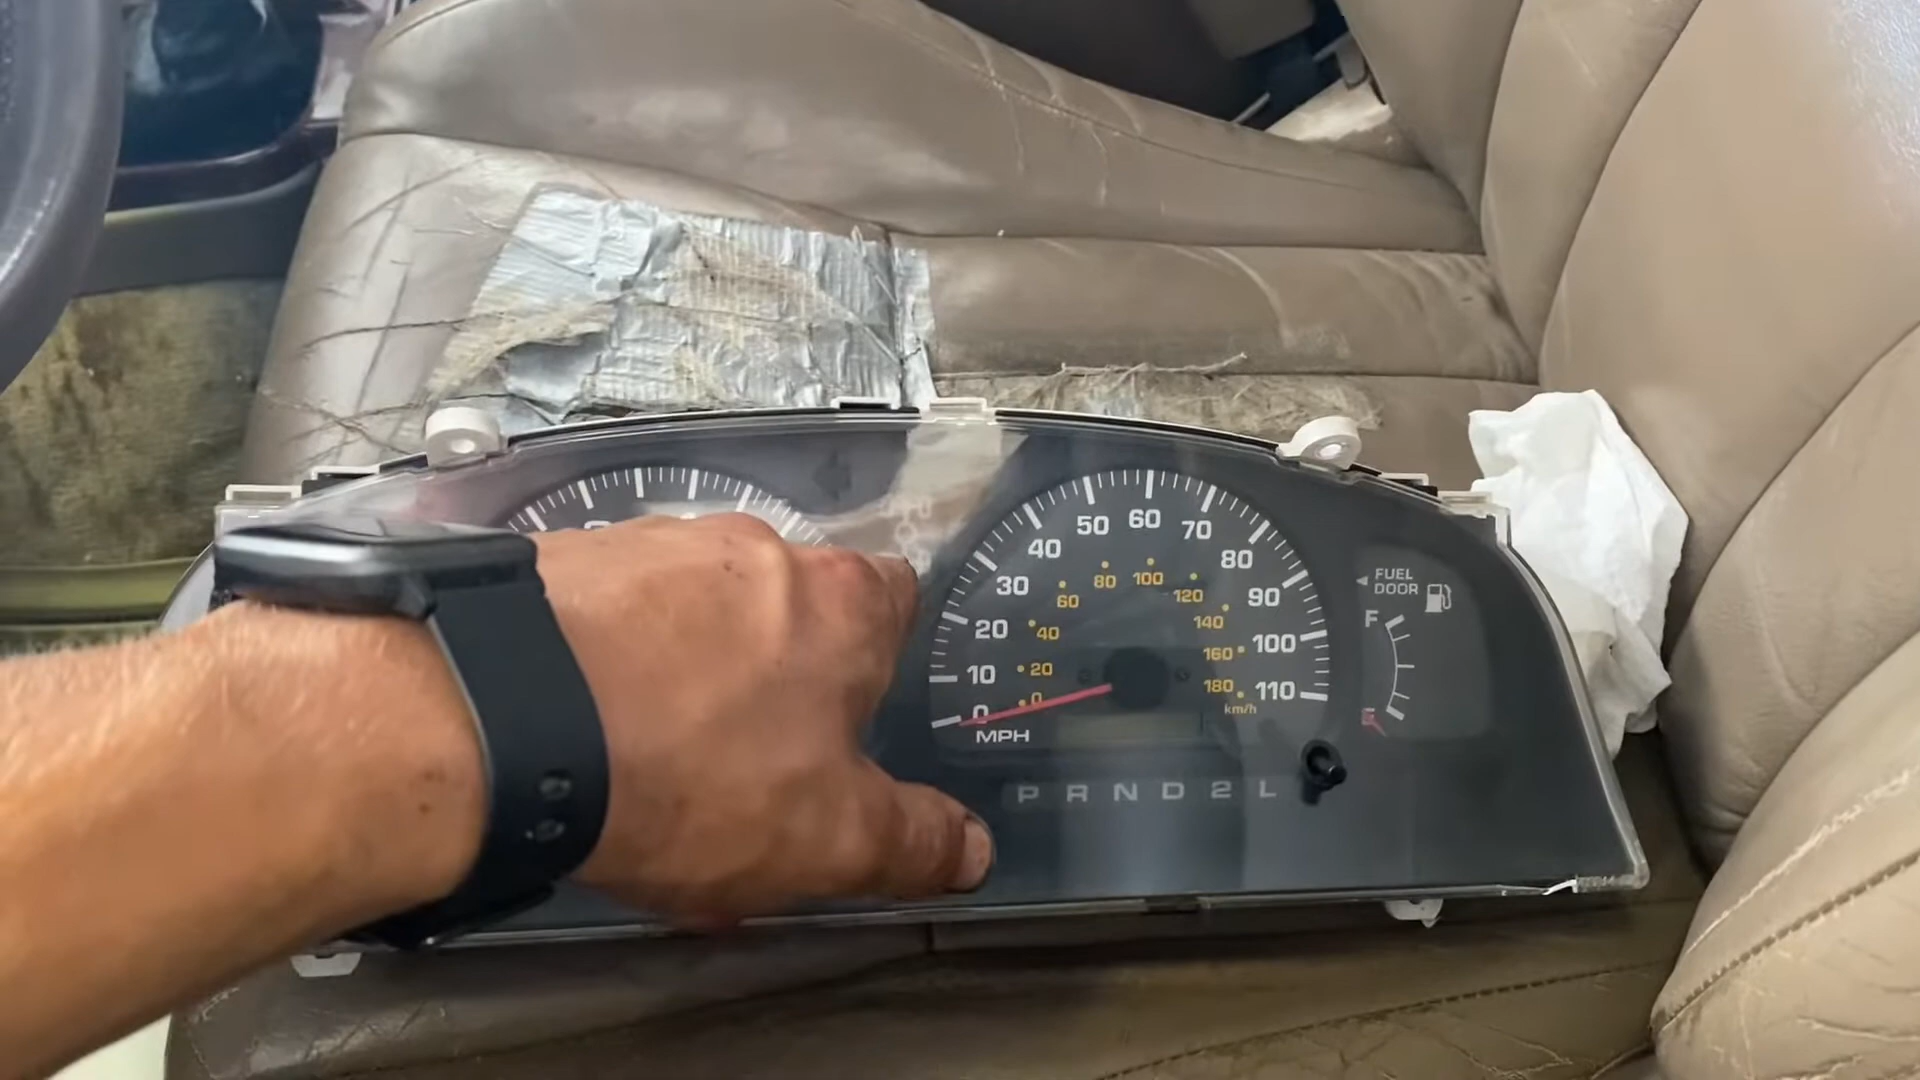 50 60 70
40 80
30 90
20 100
10 110
0
MPH
80 100 120
60 140
40 160
20 180
0 km/h
FUEL
DOOR
F
E
P R N D 2 L